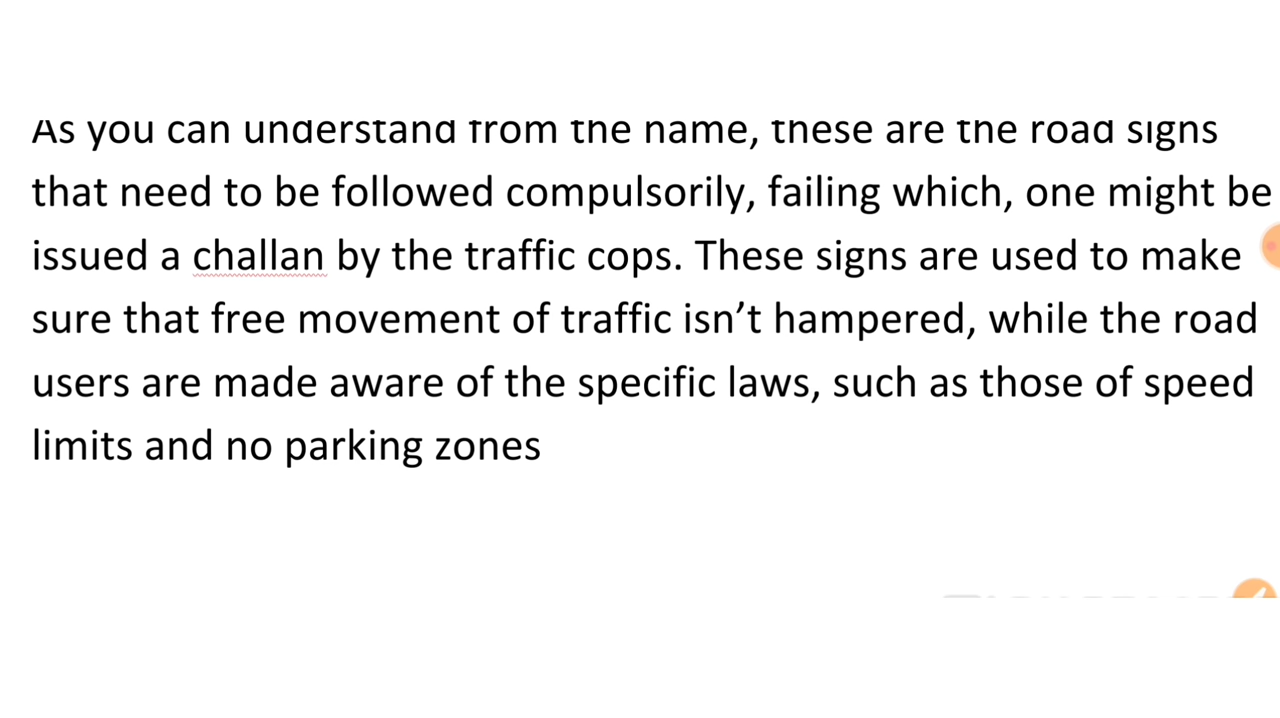 As you can understand from the name, these are the road signs
that need to be followed compulsorily, failing which, one might be
issued a challan by the traffic cops. These signs are used to make
sure that free movement of traffic isn’t hampered, while the road
users are made aware of the specific laws, such as those of speed
limits and no parking zones